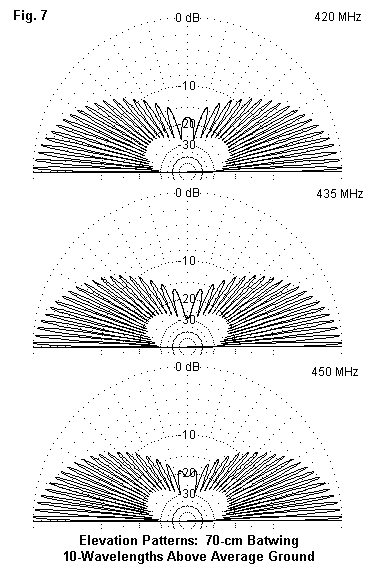 Fig. 7
0 dB
420 MHz
-10
-20
-30
0 dB
435 MHz
-10
-20
-30
0 dB
450 MHz
-10
-20
-30
Elevation Patterns: 70-cm Batwing
10-Wavelengths Above Average Ground